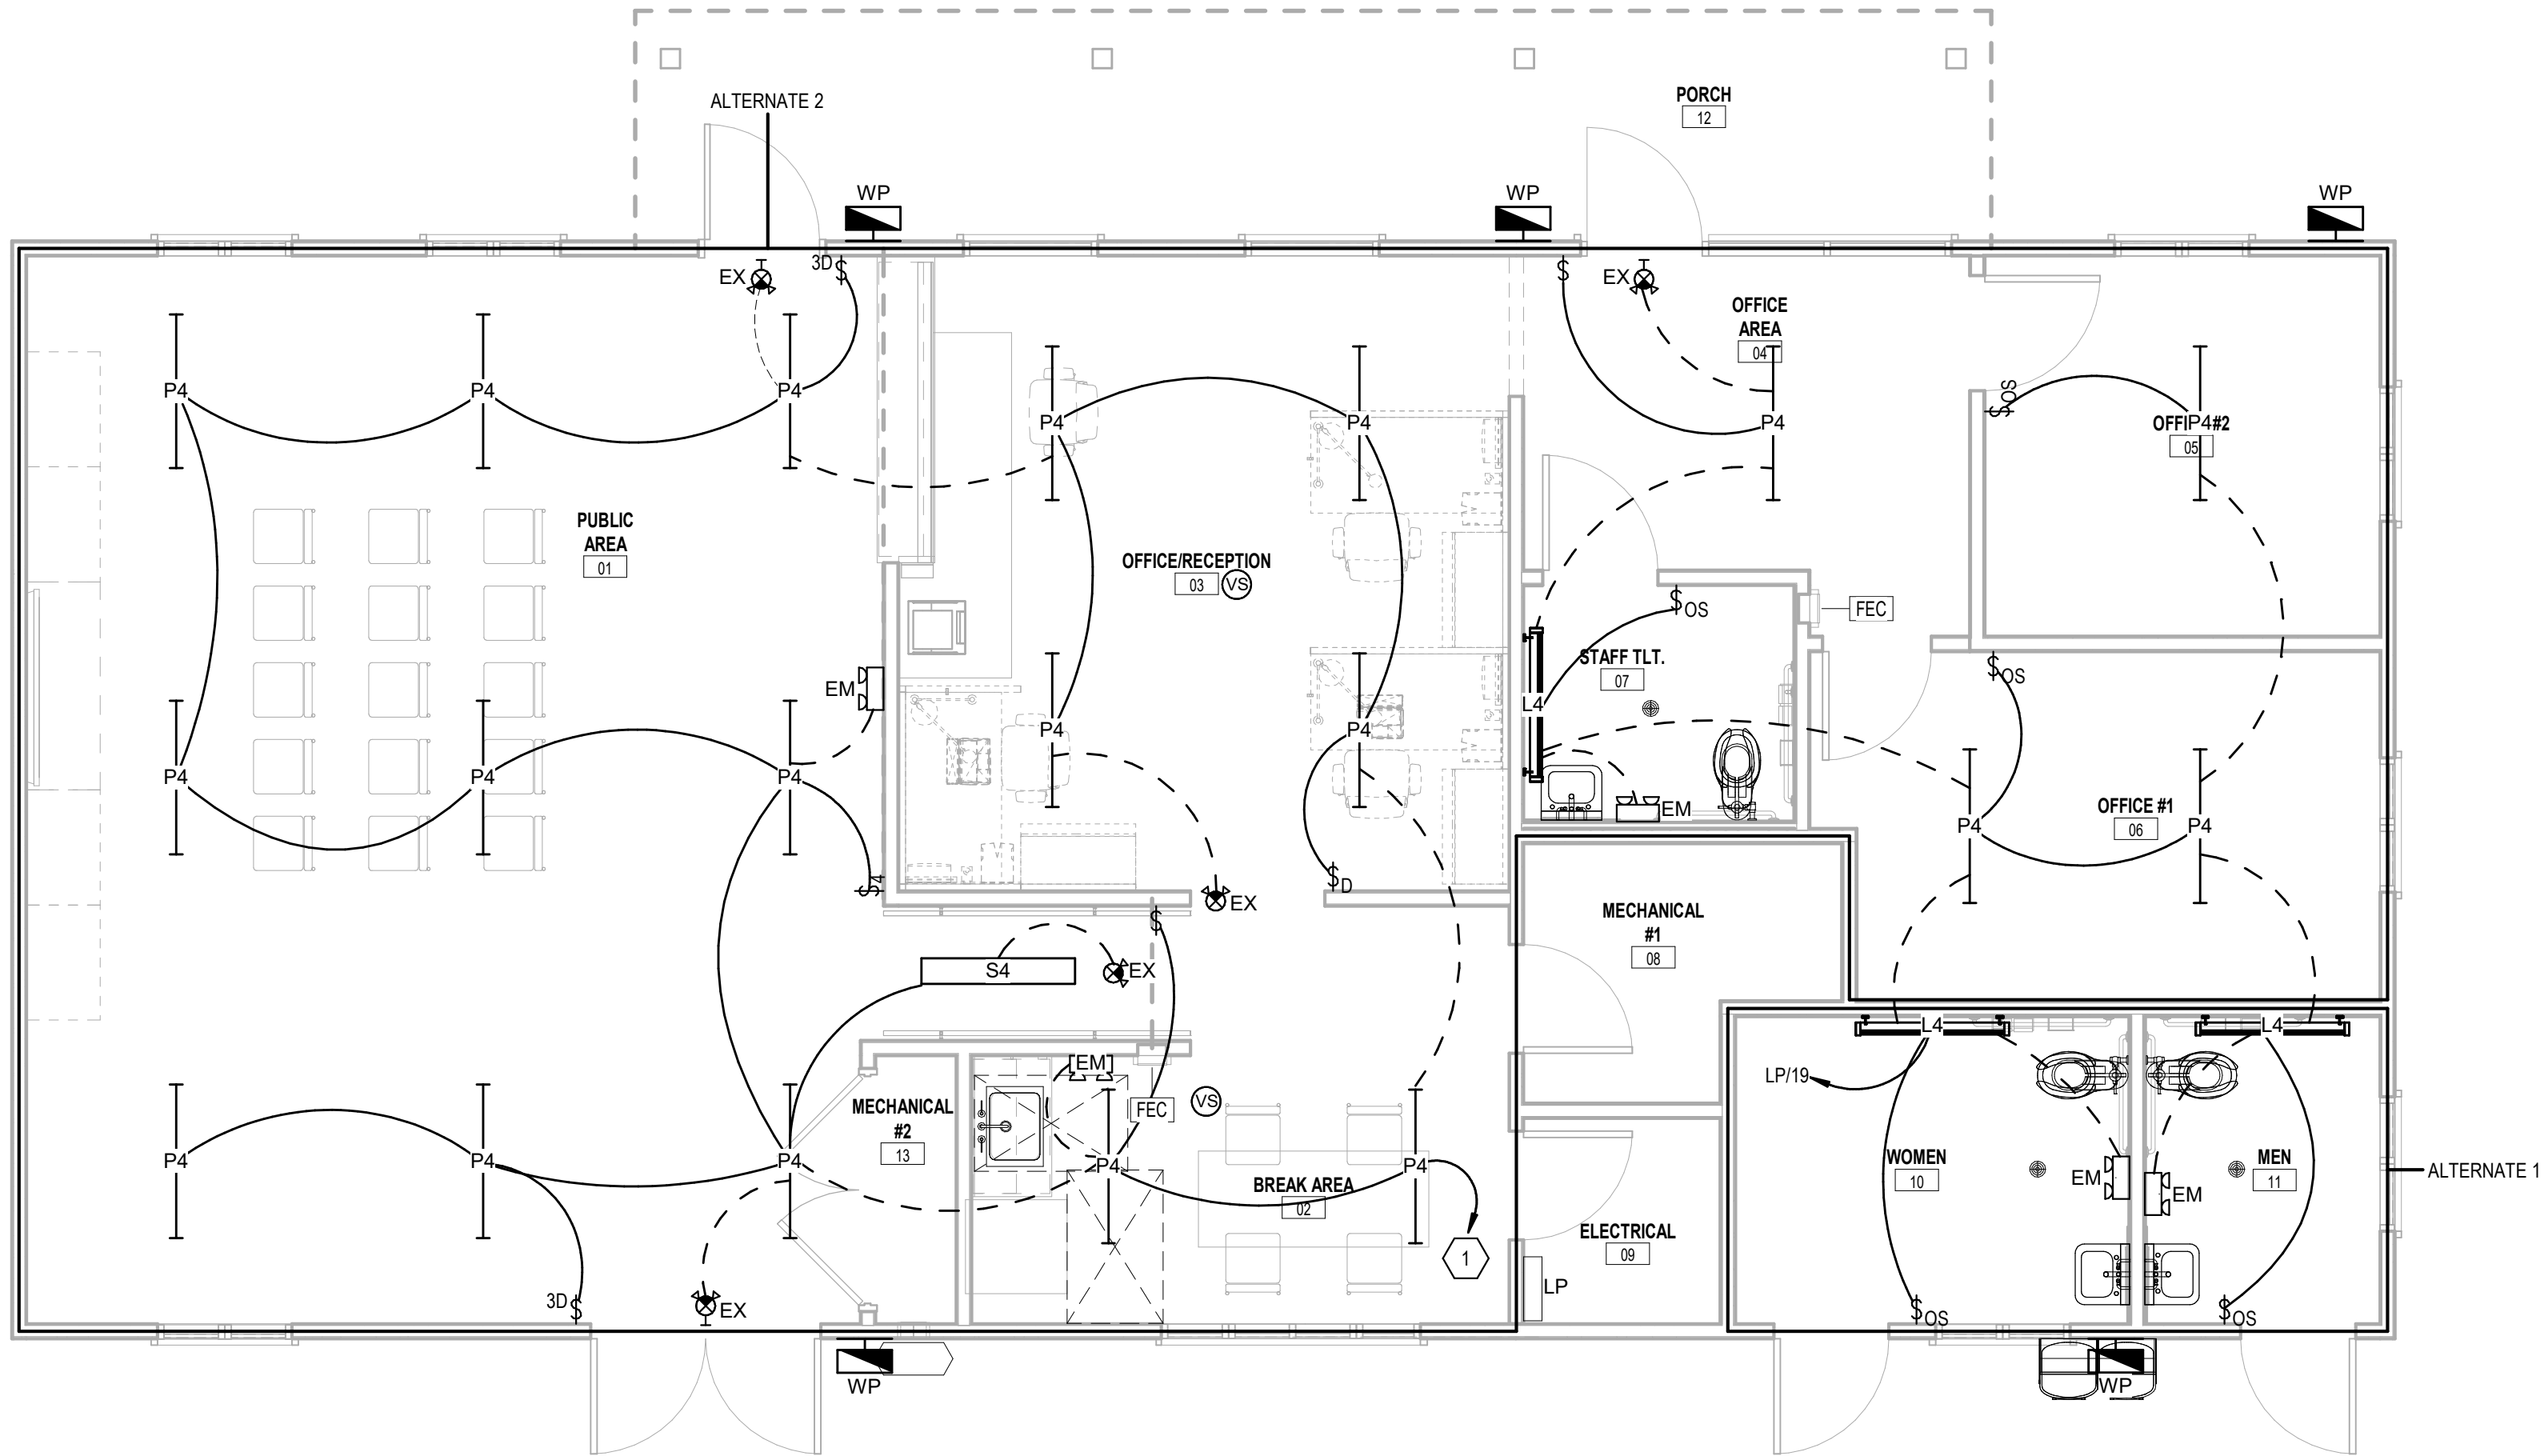 PORCH
12
ALTERNATE 2
WP
WP
WP
EX
3D
$
$
EX
OFFICE
AREA
04
P4
P4
P4
P4
P4
P4
$OS
OFFI
P4
#2
05
PUBLIC
AREA
01
OFFICE/RECEPTION
03
VS
$OS
FEC
STAFF TLT.
07
$OS
EM
L4
P4
P4
P4
P4
P4
EM
OFFICE #1
06
P4
P4
$4
$D
EX
$
MECHANICAL
#1
08
S4
EX
L4
L4
EM
LP/19
MECHANICAL
#2
13
FEC
VS
P4
P4
P4
P4
P4
WOMEN
10
MEN
11
ALTERNATE 1
EM
EM
BREAK AREA
02
ELECTRICAL
09
1
LP
3D
$
EX
$OS
$OS
WP
WP